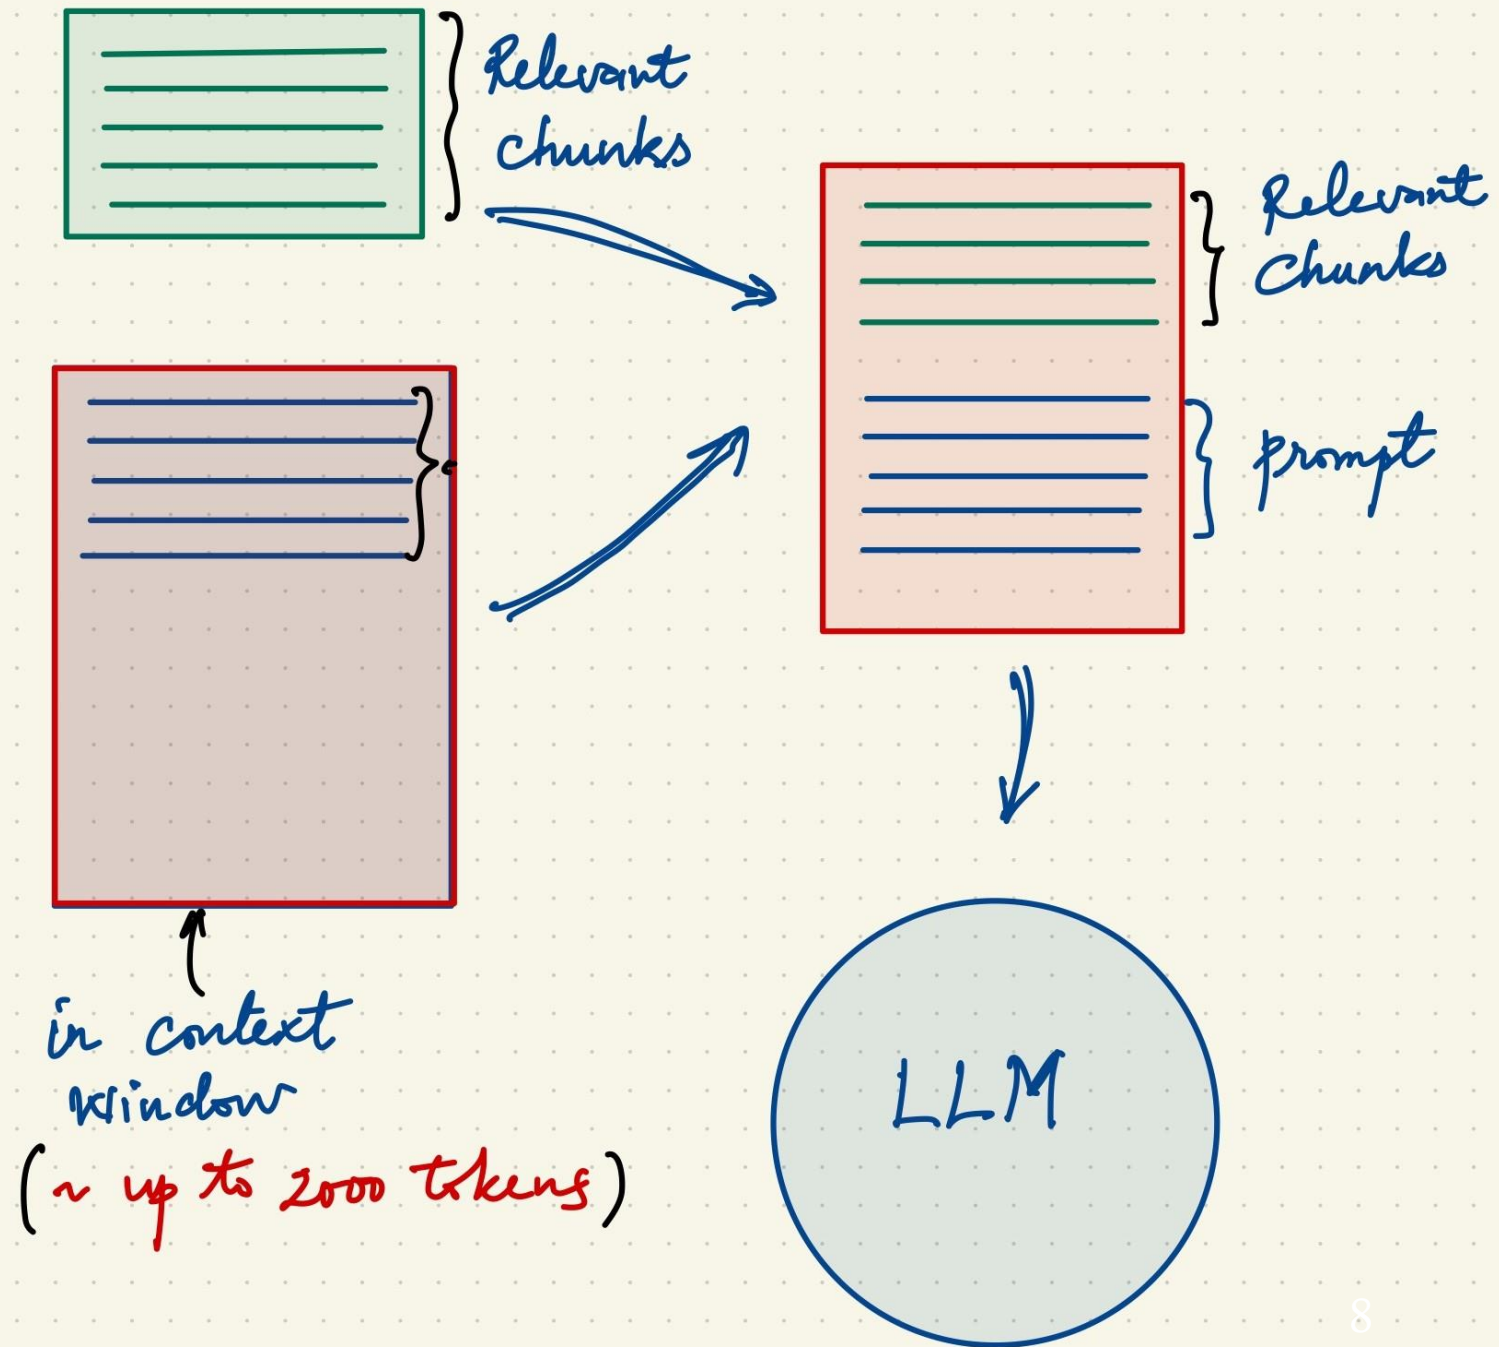 Relevant
chunks
Relevant
Chunks
prompt
in context
window
(~ up to 2000 tokens)
LLM
8